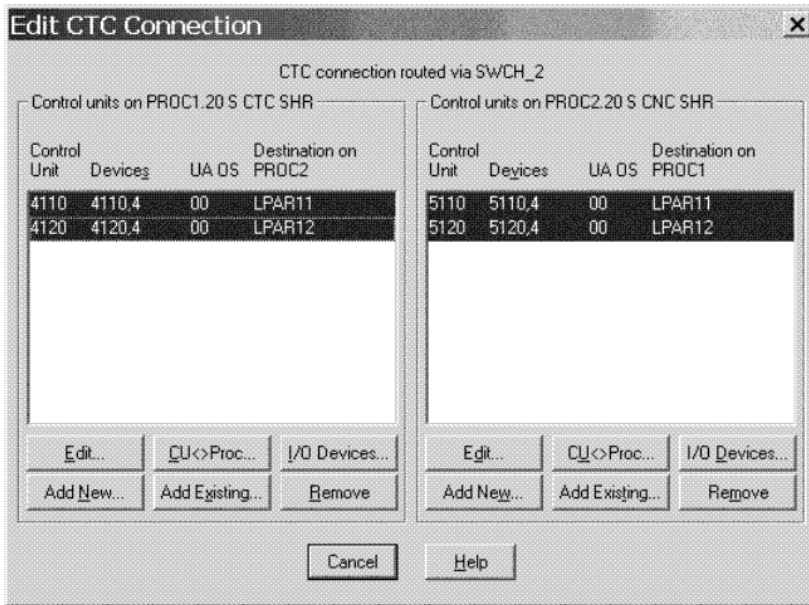 Edit CTC Connection
CTC connection routed via SWCH_2
Control units on PROC1.20 S CTC SHR
Control Unit Devices UA OS Destination on PROC2
4110 4110,4 00 LPAR11
4120 4120,4 00 LPAR12
Edit... CU<>Proc... I/O Devices...
Add New... Add Existing... Remove
Control units on PROC2.20 S CNC SHR
Control Unit Devices UA OS Destination on PROC1
5110 5110,4 00 LPAR11
5120 5120,4 00 LPAR12
Edit... CU<>Proc... I/O Devices...
Add New... Add Existing... Remove
Cancel Help